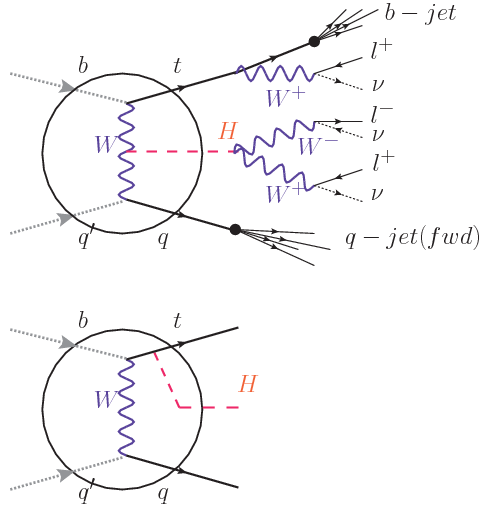 b − jet
b
t
l⁺
W⁺
ν
l⁻
H
ν
W
W⁻
l⁺
W⁺
ν
q′
q
q − jet(fwd)
b
t
H
W
q′
q